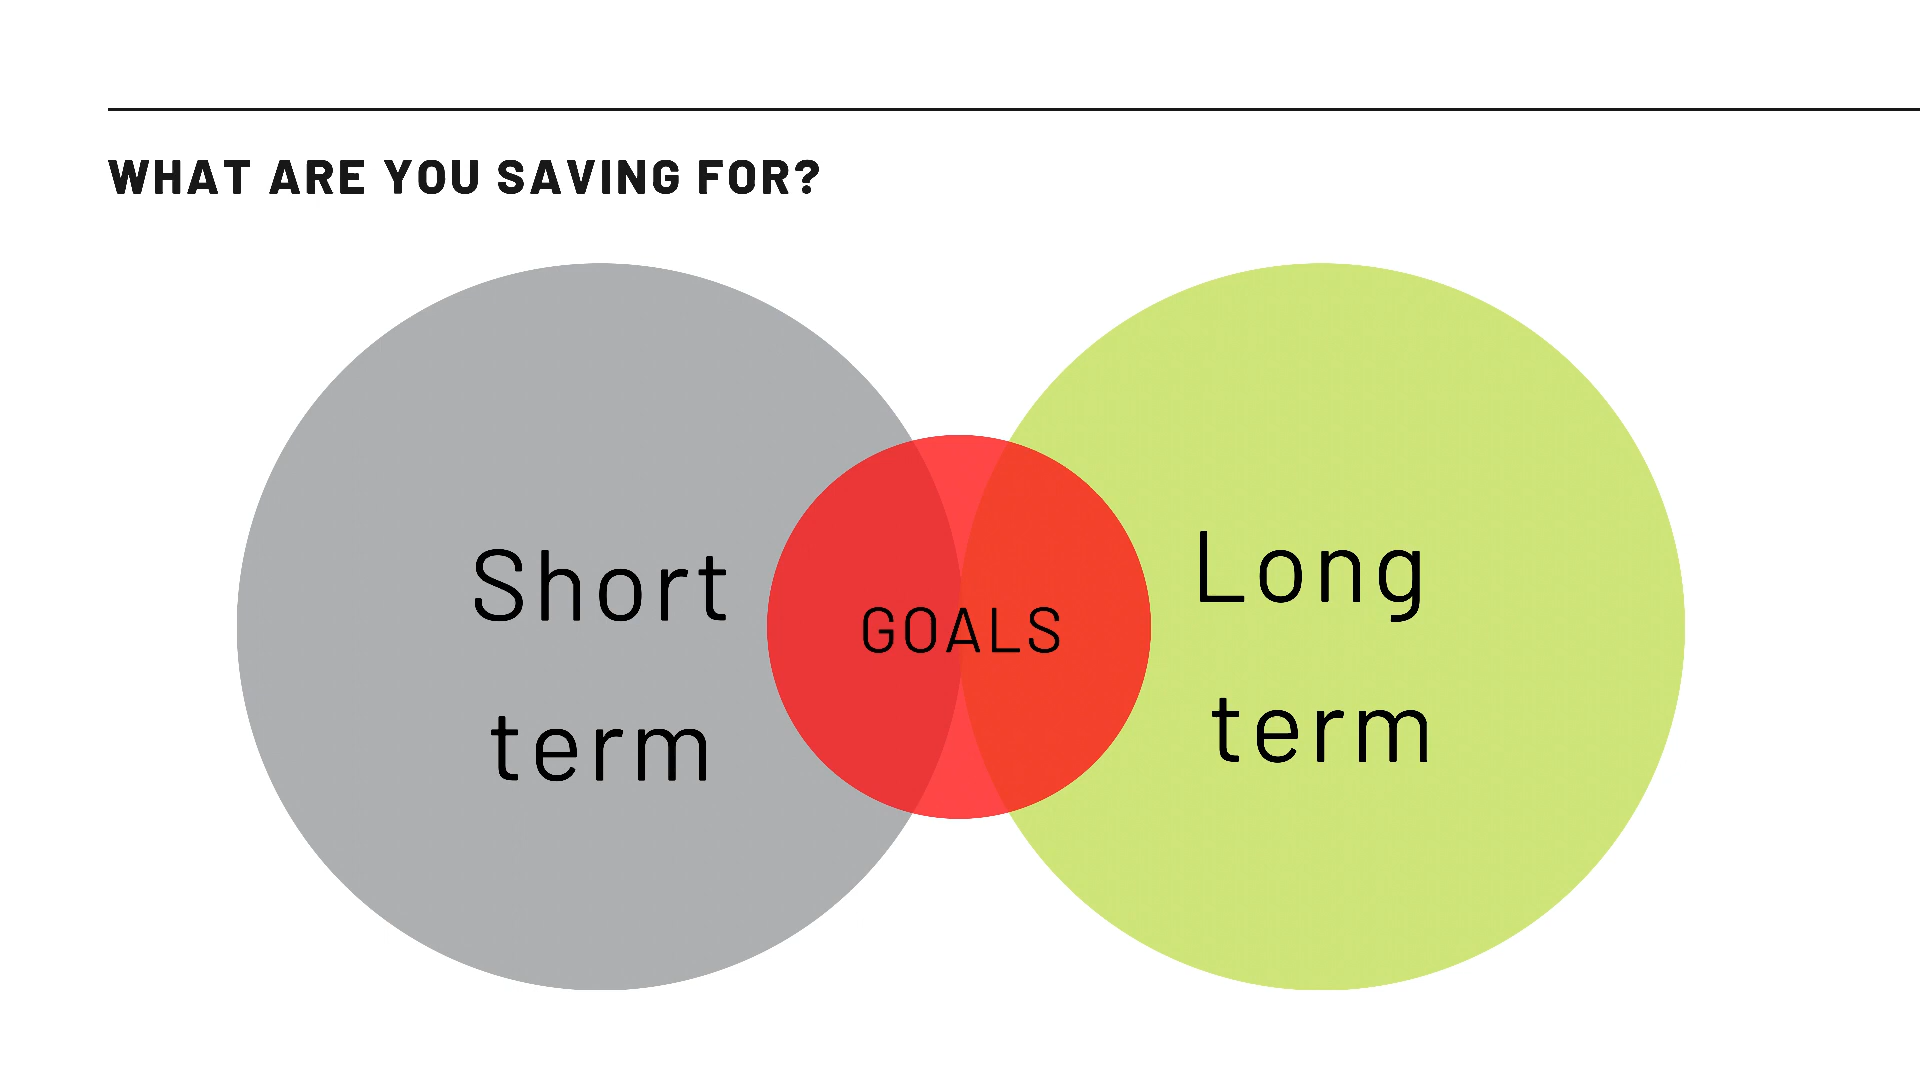 WHAT ARE YOU SAVING FOR?
Short
term
GOALS
Long
term